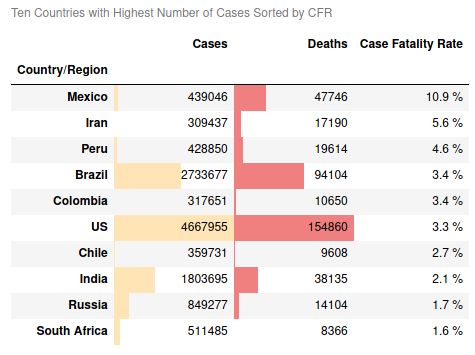 Ten Countries with Highest Number of Cases Sorted by CFR
Cases Deaths Case Fatality Rate
Country/Region
Mexico 439046 47746 10.9 %
Iran 309437 17190 5.6 %
Peru 428850 19614 4.6 %
Brazil 2733677 94104 3.4 %
Colombia 317651 10650 3.4 %
US 4667955 154860 3.3 %
Chile 359731 9608 2.7 %
India 1803695 38135 2.1 %
Russia 849277 14104 1.7 %
South Africa 511485 8366 1.6 %